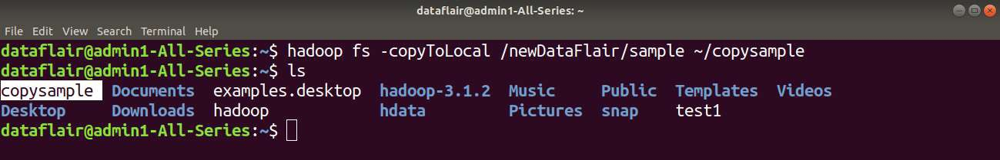 dataflair@admin1-All-Series: ~
File Edit View Search Terminal Help
dataflair@admin1-All-Series:~$ hadoop fs -copyToLocal /newDataFlair/sample ~/copysample
dataflair@admin1-All-Series:~$ ls
copysample Documents examples.desktop hadoop-3.1.2 Music Public Templates Videos
Desktop Downloads hadoop hdata Pictures snap test1
dataflair@admin1-All-Series:~$